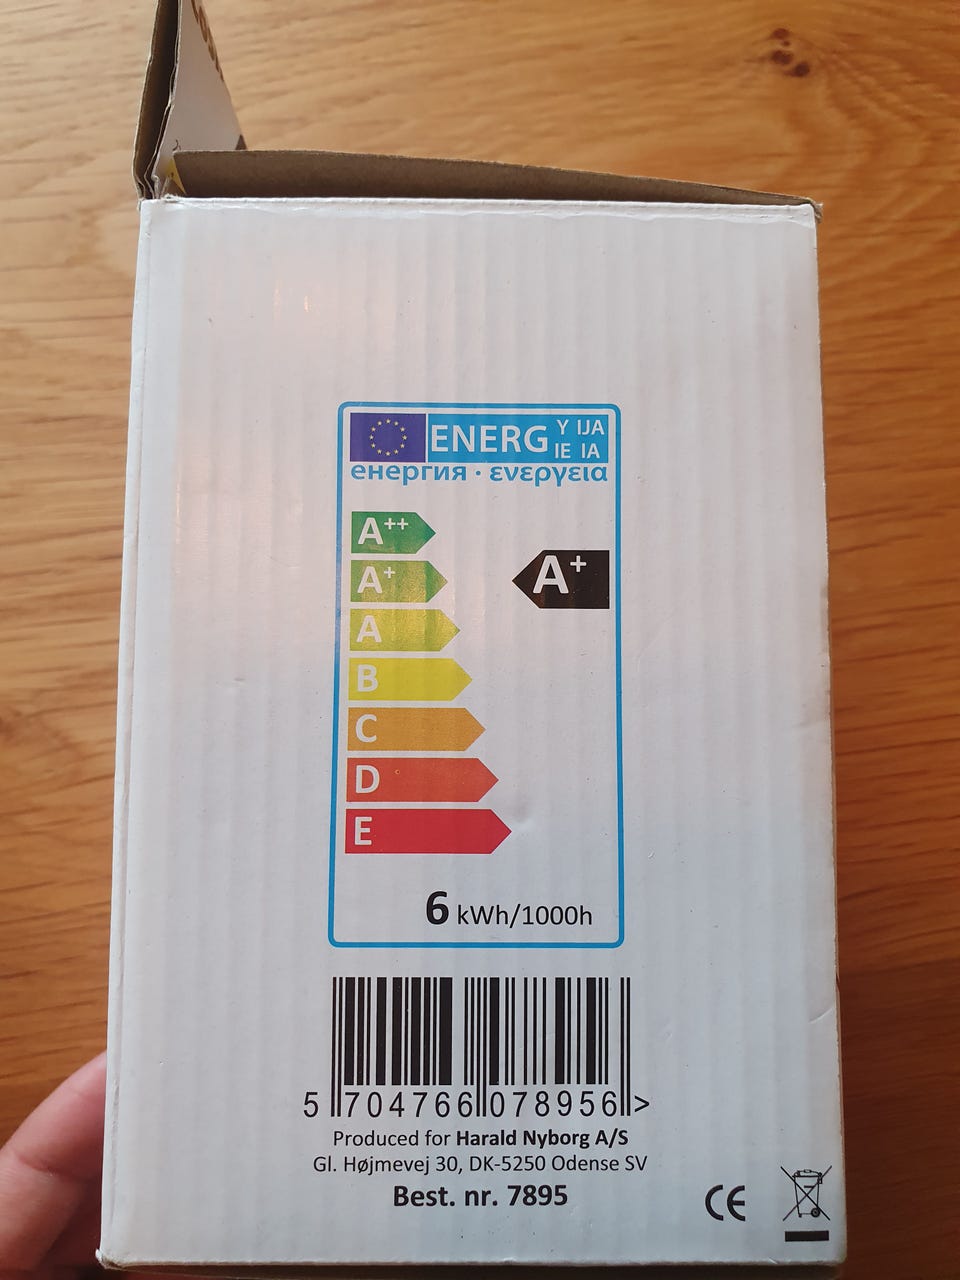 ENERG Y IJA
IE IA
енергия · ενεργεια
A++
A+
A+
A
B
C
D
E
6 kWh/1000h
5 704766 078956 >
Produced for Harald Nyborg A/S
Gl. Højmevej 30, DK-5250 Odense SV
Best. nr. 7895
CE